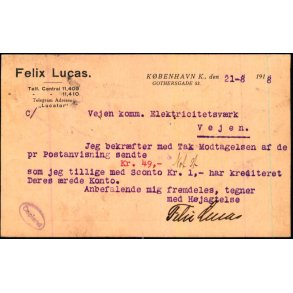 Felix Lucas.
Telf. Central 11,409
" 11,410.
Telegram Adresse
„Lucafar“
KØBENHAVN K., den 21-8 1918
GOTHERSGADE 53.
c/ Vejen komm. Elektricitetsværk
Vejen.
Jeg bekræfter med Tak Modtagelsen af de
pr Postanvisning sendte
Kr. 49,-
som jeg tillige med Sconto Kr. 1,- har krediteret
Deres ærede Konto.
Anbefalende mig fremdeles, tegner
med Højagtelse
Felix Lucas